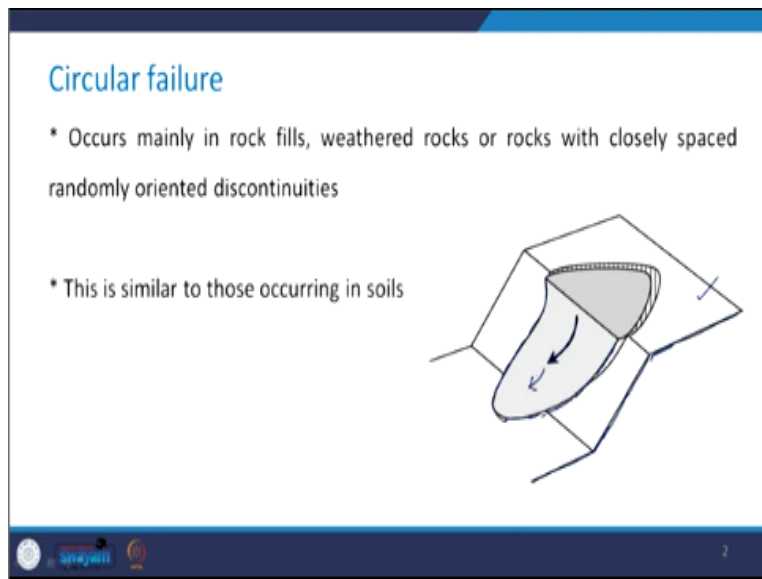 Circular failure
* Occurs mainly in rock fills, weathered rocks or rocks with closely spaced
randomly oriented discontinuities
* This is similar to those occurring in soils
swayam
2